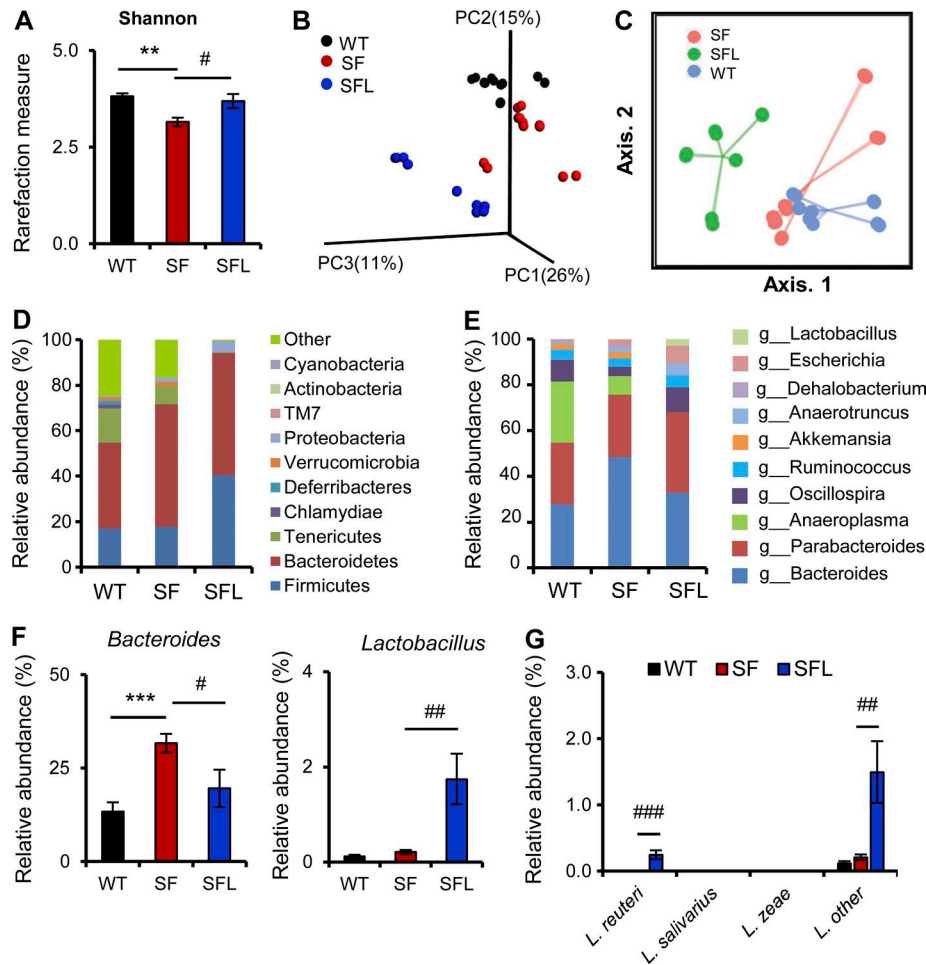 A
Shannon
Rarefaction measure
5.0
2.5
0.0
**
#
WT
SF
SFL
B
PC2(15%)
WT
SF
SFL
PC3(11%)
PC1(26%)
C
SF
SFL
WT
Axis. 2
Axis. 1
D
Relative abundance (%)
100
80
60
40
20
0
WT
SF
SFL
Other
Cyanobacteria
Actinobacteria
TM7
Proteobacteria
Verrucomicrobia
Deferribacteres
Chlamydiae
Tenericutes
Bacteroidetes
Firmicutes
E
Relative abundance (%)
100
80
60
40
20
0
WT
SF
SFL
g__Lactobacillus
g__Escherichia
g__Dehalobacterium
g__Anaerotruncus
g__Akkemansia
g__Ruminococcus
g__Oscillospira
g__Anaeroplasma
g__Parabacteroides
g__Bacteroides
F
Bacteroides
Relative abundance (%)
50
25
0
***
#
WT
SF
SFL
Lactobacillus
Relative abundance (%)
4
2
0
##
WT
SF
SFL
G
Relative abundance (%)
3.0
2.0
1.0
0.0
WT
SF
SFL
###
##
L. reuteri
L. salivarius
L. zeae
L. other